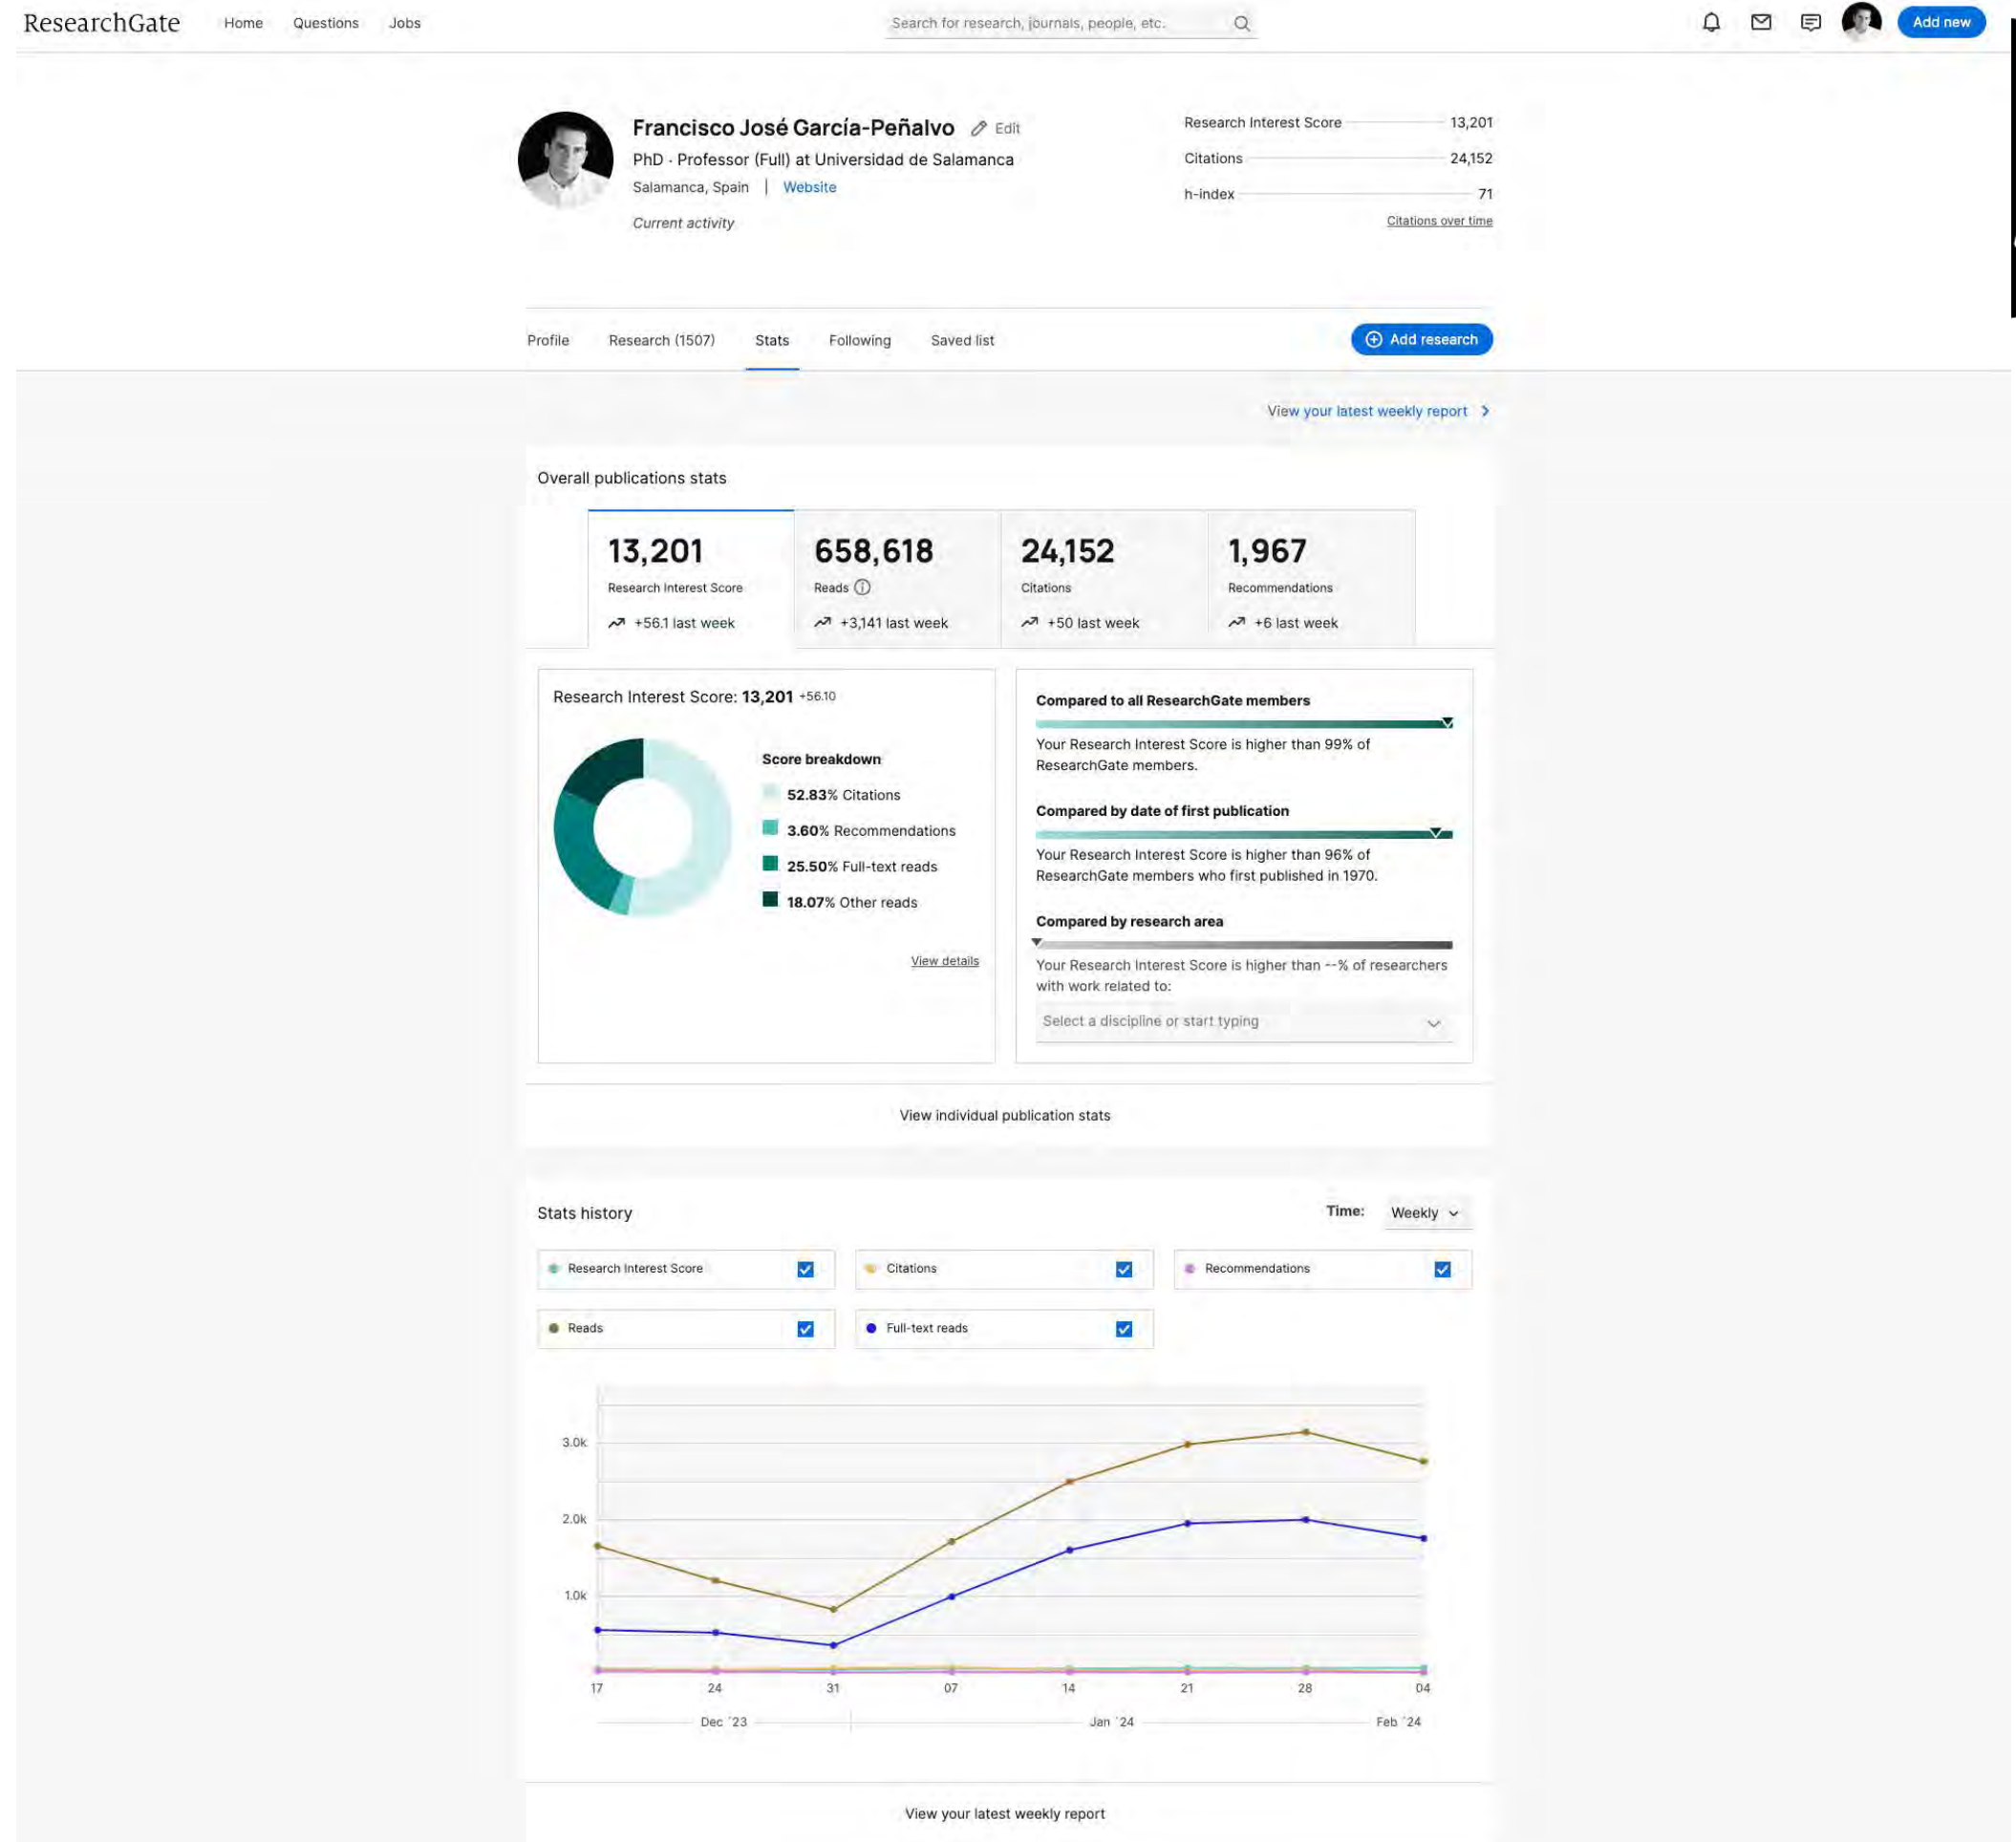 ResearchGate
Home Questions Jobs
Search for research, journals, people, etc.
Add new
Francisco José García-Peñalvo Edit
PhD · Professor (Full) at Universidad de Salamanca
Salamanca, Spain | Website
Current activity
Research Interest Score 13,201
Citations 24,152
h-index 71
Citations over time
Profile Research (1507) Stats Following Saved list
Add research
View your latest weekly report
Overall publications stats
13,201
Research Interest Score
+56.1 last week
658,618
Reads
+3,141 last week
24,152
Citations
+50 last week
1,967
Recommendations
+6 last week
Research Interest Score: 13,201 +56.10
Score breakdown
52.83% Citations
3.60% Recommendations
25.50% Full-text reads
18.07% Other reads
View details
Compared to all ResearchGate members
Your Research Interest Score is higher than 99% of
ResearchGate members.
Compared by date of first publication
Your Research Interest Score is higher than 96% of
ResearchGate members who first published in 1970.
Compared by research area
Your Research Interest Score is higher than --% of researchers
with work related to:
Select a discipline or start typing
View individual publication stats
Stats history
Time: Weekly
Research Interest Score
Citations
Recommendations
Reads
Full-text reads
3.0k
2.0k
1.0k
17 24 31 07 14 21 28 04
Dec ´23 Jan ´24 Feb ´24
View your latest weekly report